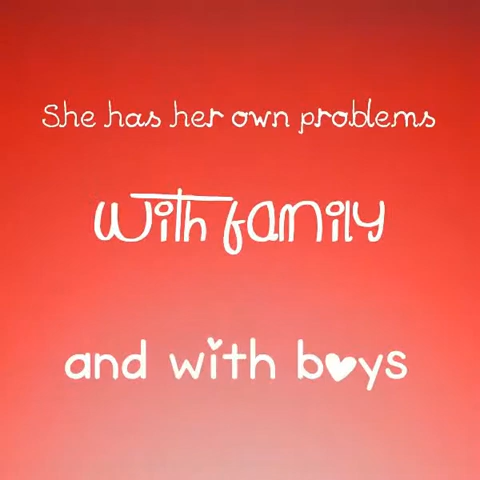 She has her own problems
with family
and with boys